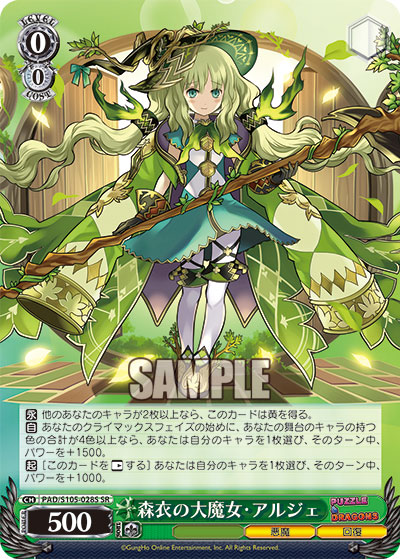 LEVEL
0
0
COST
SAMPLE
永 他のあなたのキャラが2枚以上なら、このカードは黄を得る。
自 あなたのクライマックスフェイズの始めに、あなたの舞台のキャラの持つ
色の合計が4色以上なら、あなたは自分のキャラを1枚選び、そのターン中、
パワーを+1500。
起 [このカードをする] あなたは自分のキャラを1枚選び、そのターン中、
パワーを+500。
CH PAD/S105-028S SR
POWER
500
森衣の大魔女・アルジェ
PUZZLE & DRAGONS
悪魔
回復
©GungHo Online Entertainment, Inc. All Rights Reserved.